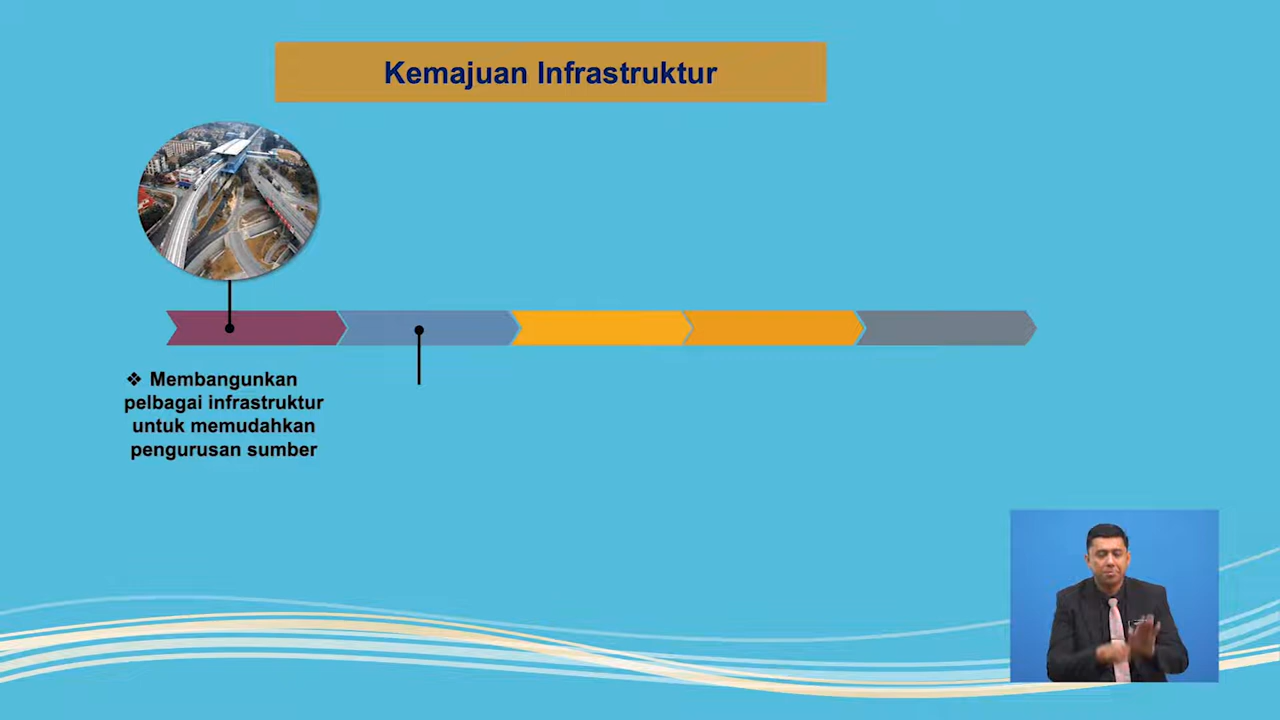 Kemajuan Infrastruktur
❖ Membangunkan
pelbagai infrastruktur
untuk memudahkan
pengurusan sumber